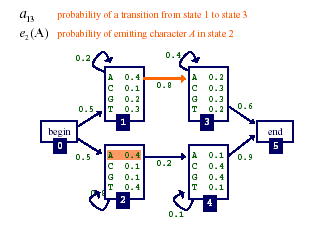 a13 probability of a transition from state 1 to state 3
e2(A) probability of emitting character A in state 2
0.2 0.4
A 0.4 A 0.2
C 0.1 C 0.3
G 0.2 G 0.3
T 0.3 T 0.2
0.8
0.5 0.6
1 3
begin end
0 5
0.5 0.9
A 0.4 A 0.1
C 0.1 C 0.4
G 0.1 G 0.4
T 0.4 T 0.1
0.2
2 4
0.1